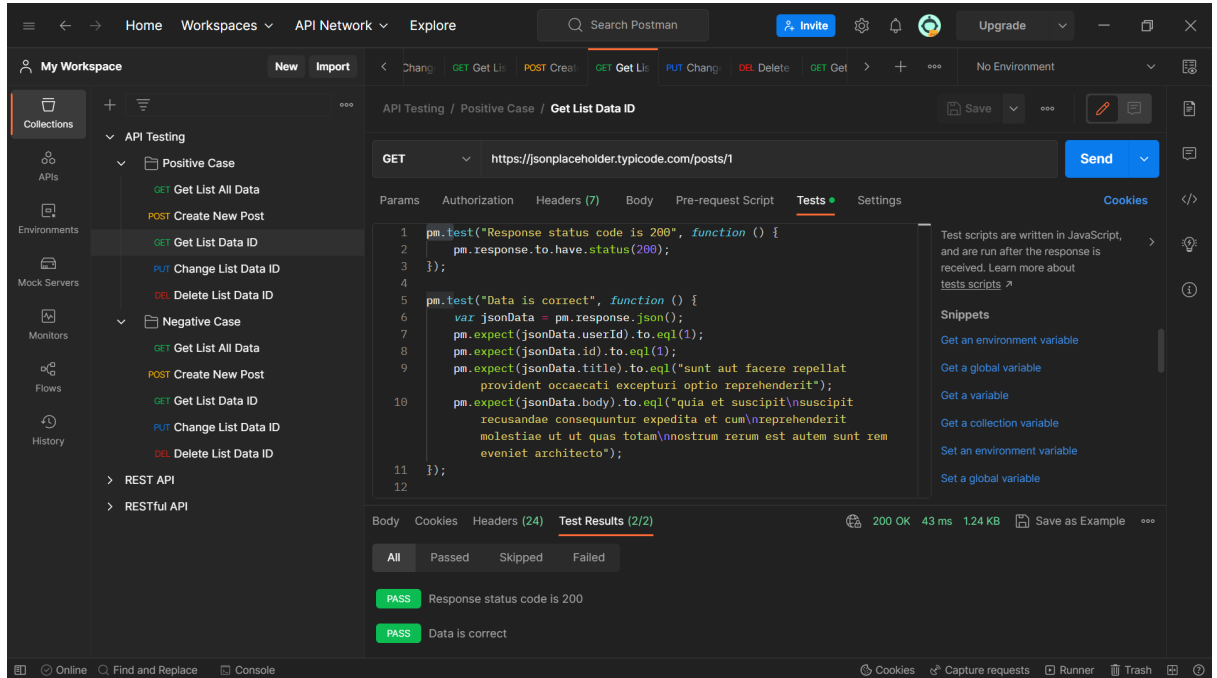 Home Workspaces API Network Explore Search Postman Invite Upgrade
My Workspace New Import
Chang GET Get Lis POST Creat GET Get Lis PUT Chang DEL Delete GET Get No Environment
Collections
APIs
Environments
Mock Servers
Monitors
Flows
History
API Testing
Positive Case
GET Get List All Data
POST Create New Post
GET Get List Data ID
PUT Change List Data ID
DEL Delete List Data ID
Negative Case
GET Get List All Data
POST Create New Post
GET Get List Data ID
PUT Change List Data ID
DEL Delete List Data ID
REST API
RESTful API
API Testing / Positive Case / Get List Data ID Save
GET https://jsonplaceholder.typicode.com/posts/1 Send
Params Authorization Headers (7) Body Pre-request Script Tests Settings Cookies
1 pm.test("Response status code is 200", function () {
2 pm.response.to.have.status(200);
3 });
4
5 pm.test("Data is correct", function () {
6 var jsonData = pm.response.json();
7 pm.expect(jsonData.userId).to.eql(1);
8 pm.expect(jsonData.id).to.eql(1);
9 pm.expect(jsonData.title).to.eql("sunt aut facere repellat
provident occaecati excepturi optio reprehenderit");
10 pm.expect(jsonData.body).to.eql("quia et suscipit\nsuscipit
recusandae consequuntur expedita et cum\nreprehenderit
molestiae ut ut quas totam\nnostrum rerum est autem sunt rem
eveniet architecto");
11 });
12
Test scripts are written in JavaScript,
and are run after the response is
received. Learn more about
tests scripts
Snippets
Get an environment variable
Get a global variable
Get a variable
Get a collection variable
Set an environment variable
Set a global variable
Body Cookies Headers (24) Test Results (2/2) 200 OK 43 ms 1.24 KB Save as Example
All Passed Skipped Failed
PASS Response status code is 200
PASS Data is correct
Online Find and Replace Console Cookies Capture requests Runner Trash